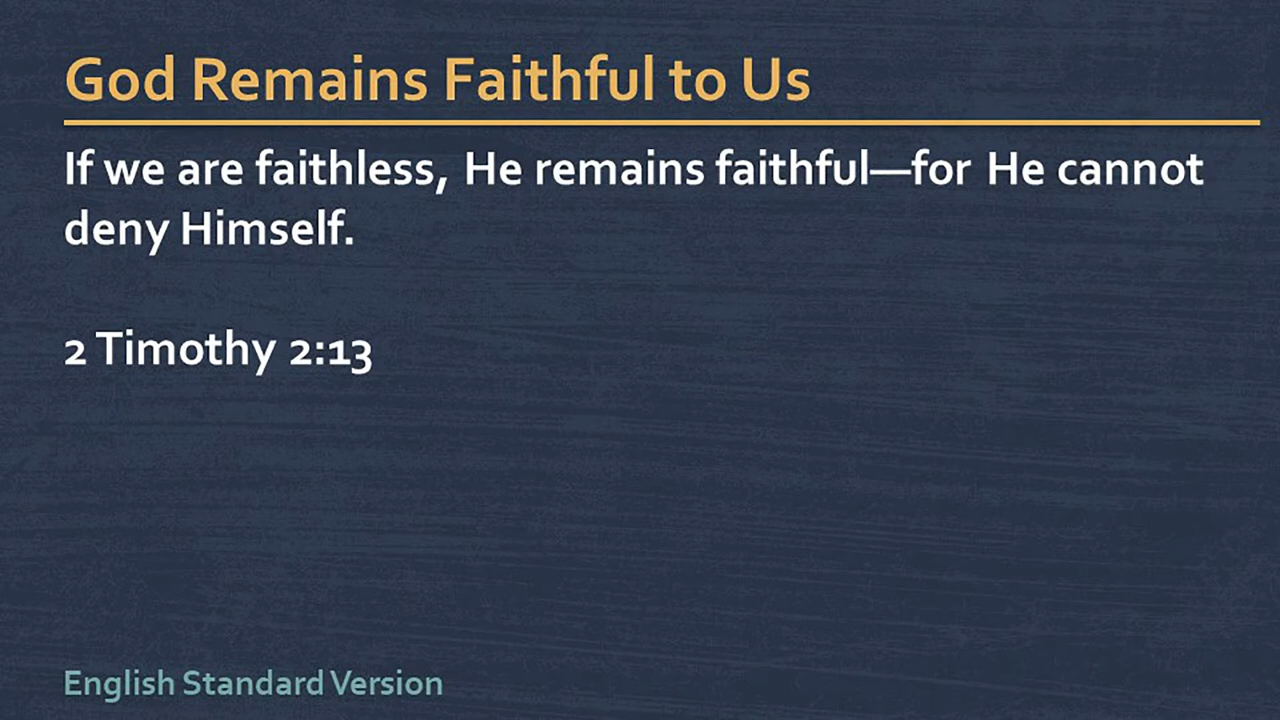 God Remains Faithful to Us
If we are faithless, He remains faithful—for He cannot
deny Himself.
2 Timothy 2:13
English Standard Version